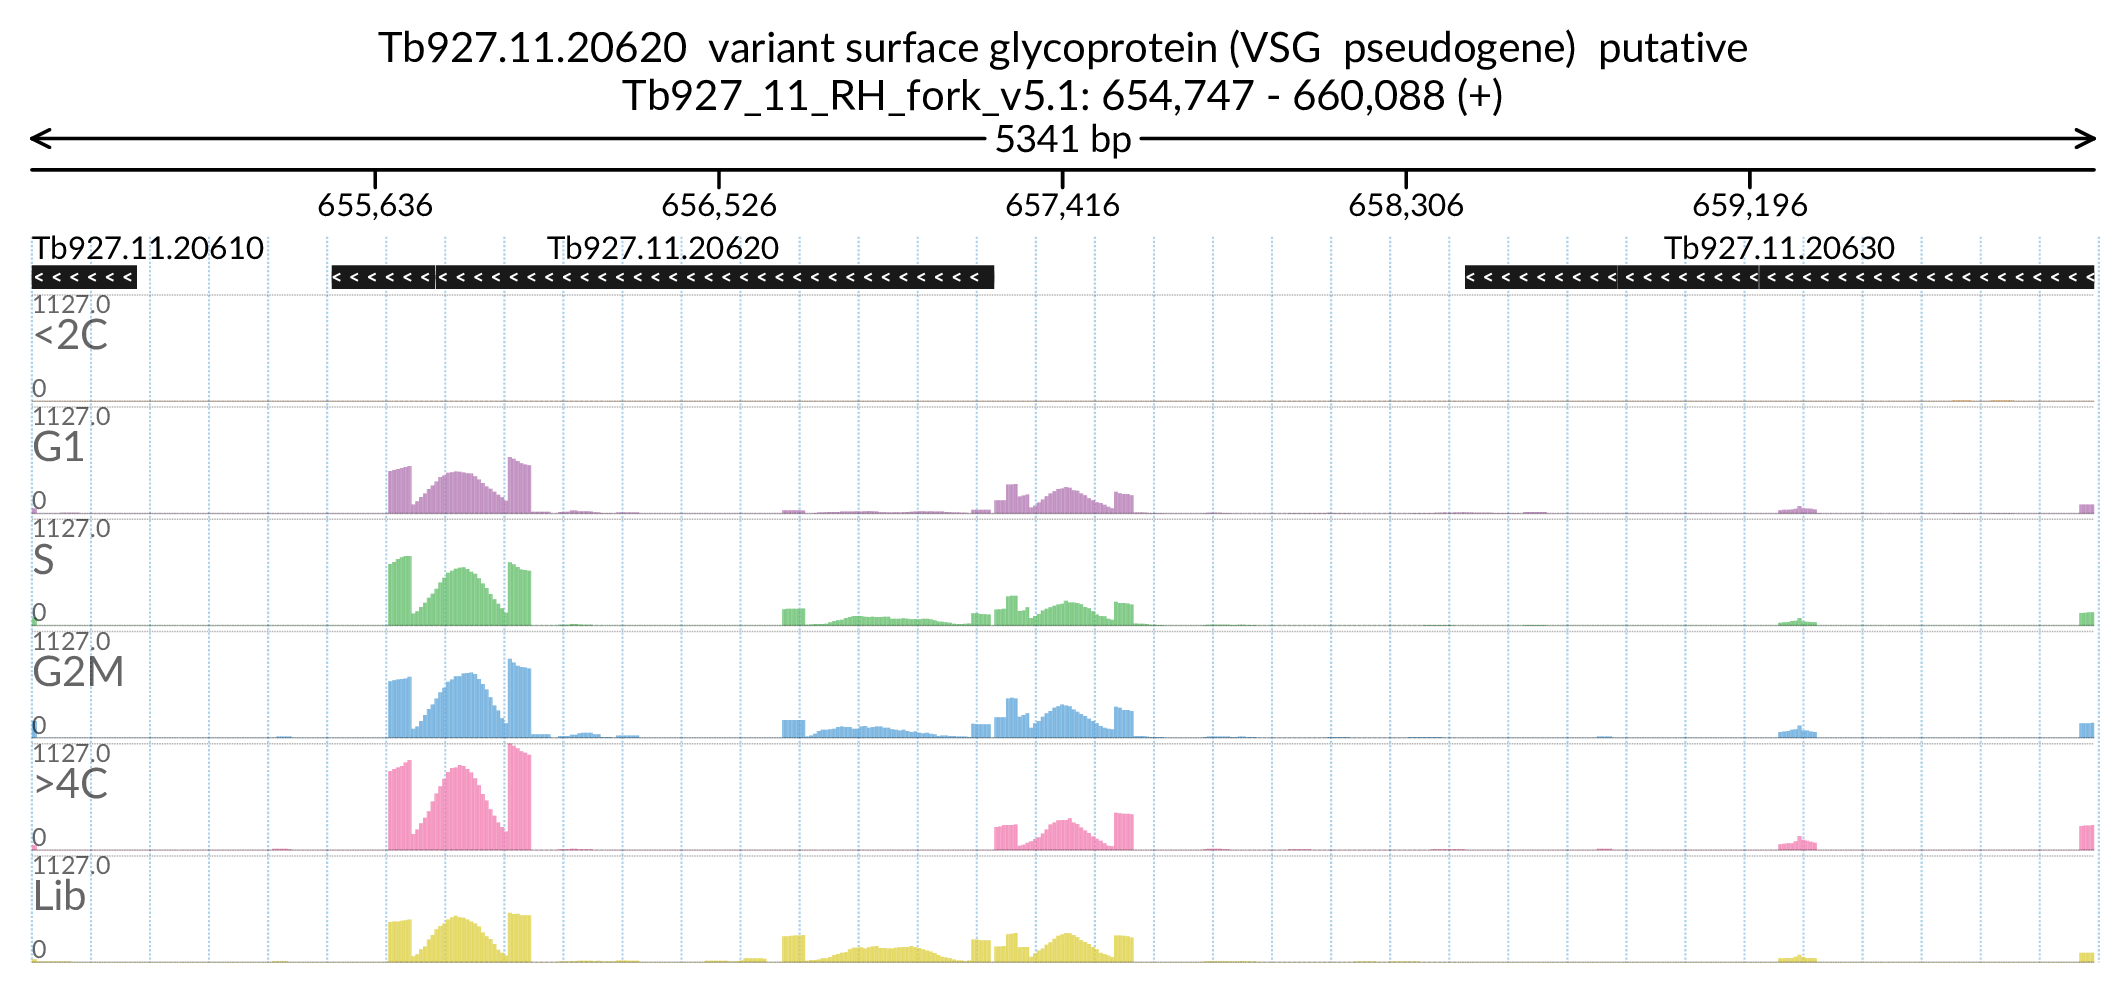 Tb927.11.20620  variant surface glycoprotein (VSG  pseudogene)  putative
Tb927_11_RH_fork_v5.1: 654,747 - 660,088 (+)
5341 bp
655,636 656,526 657,416 658,306 659,196
Tb927.11.20610 Tb927.11.20620 Tb927.11.20630
1127.0
<2C
0
1127.0
G1
0
1127.0
S
0
1127.0
G2M
0
1127.0
>4C
0
1127.0
Lib
0